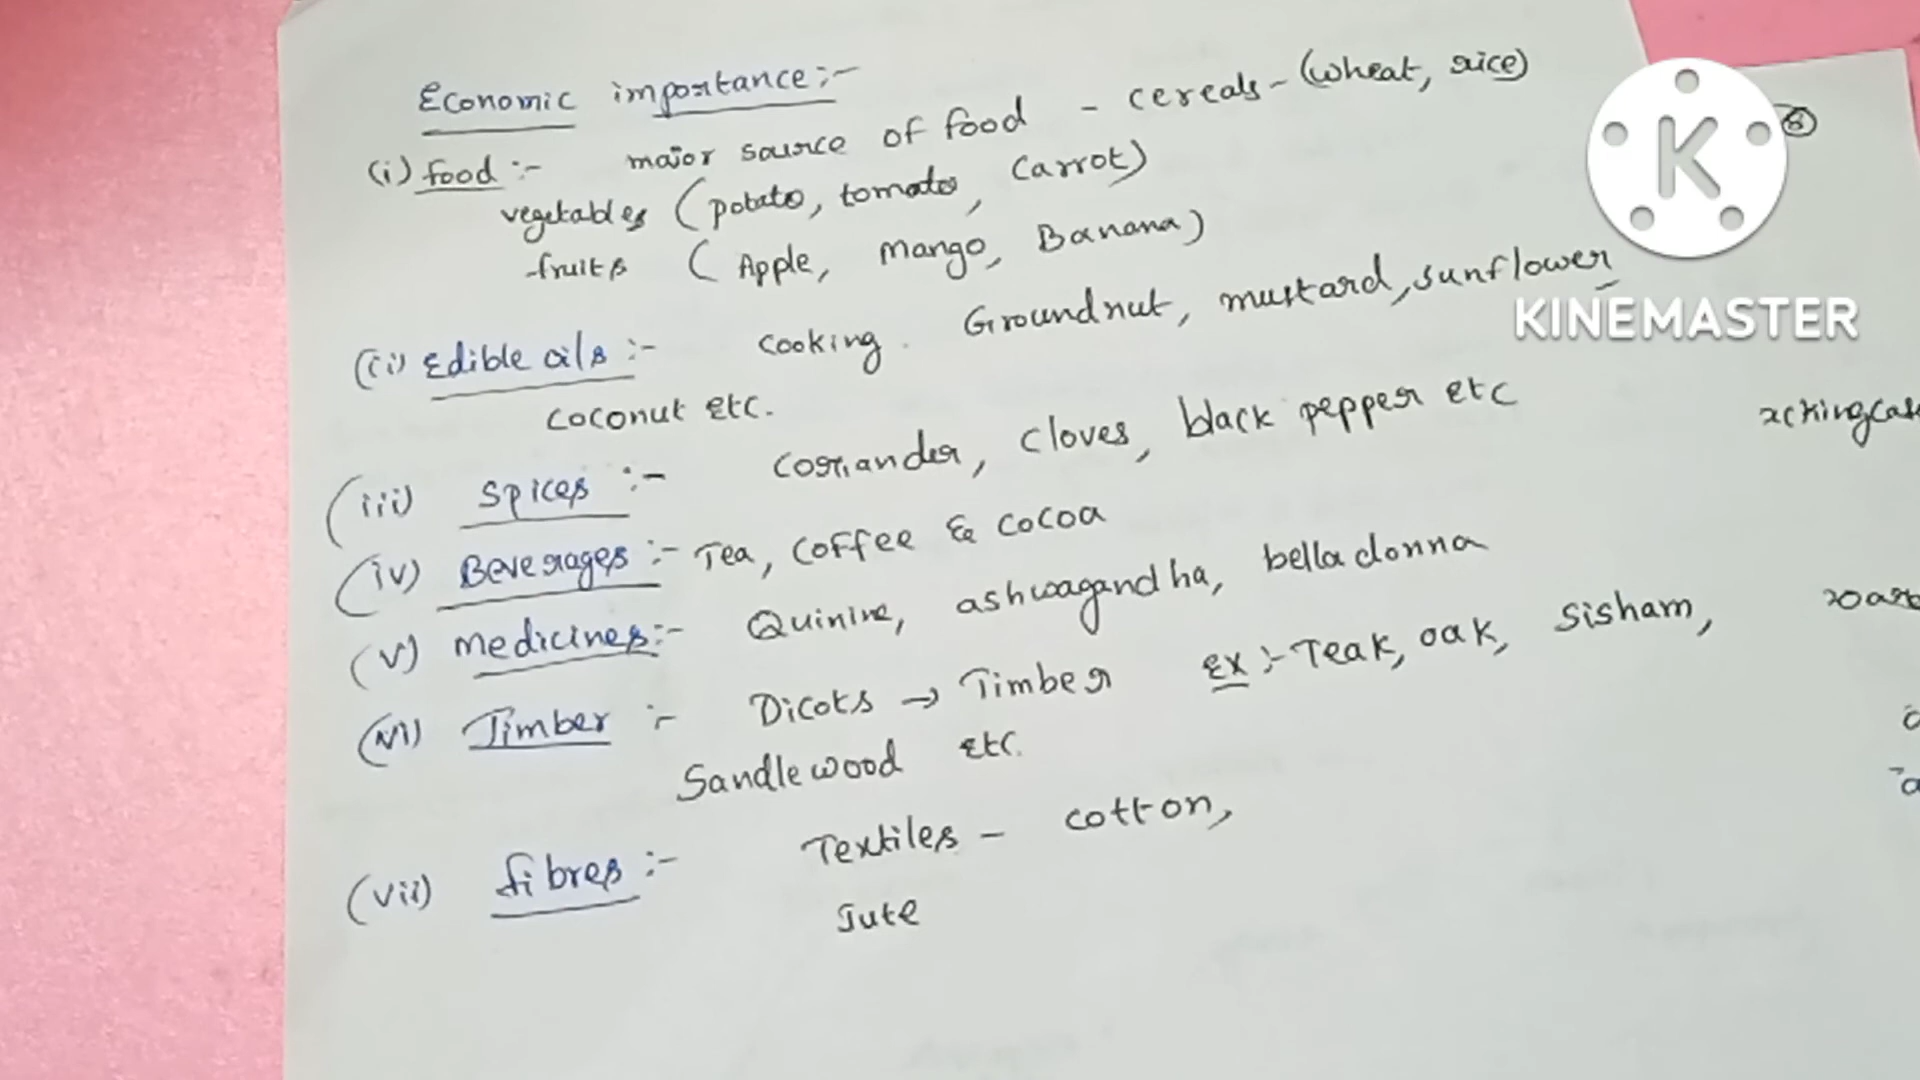 Economic importance:-
(i) food :- major source of food - cereals - (wheat, rice)
vegetables (potato, tomato, carrot)
fruits (Apple, mango, Banana)
(ii) Edible oils :- cooking. Groundnut, mustard, sunflower
coconut etc.
(iii) spices :- coriander, cloves, black pepper etc
(iv) Beverages :- Tea, coffee & cocoa
(v) medicines:- Quinine, ashwagandha, belladonna
(vi) Timber :- Dicots → Timber Ex :- Teak, oak, Sisham,
Sandlewood etc.
(vii) fibres :- Textiles - cotton,
Jute
K
KINEMASTER